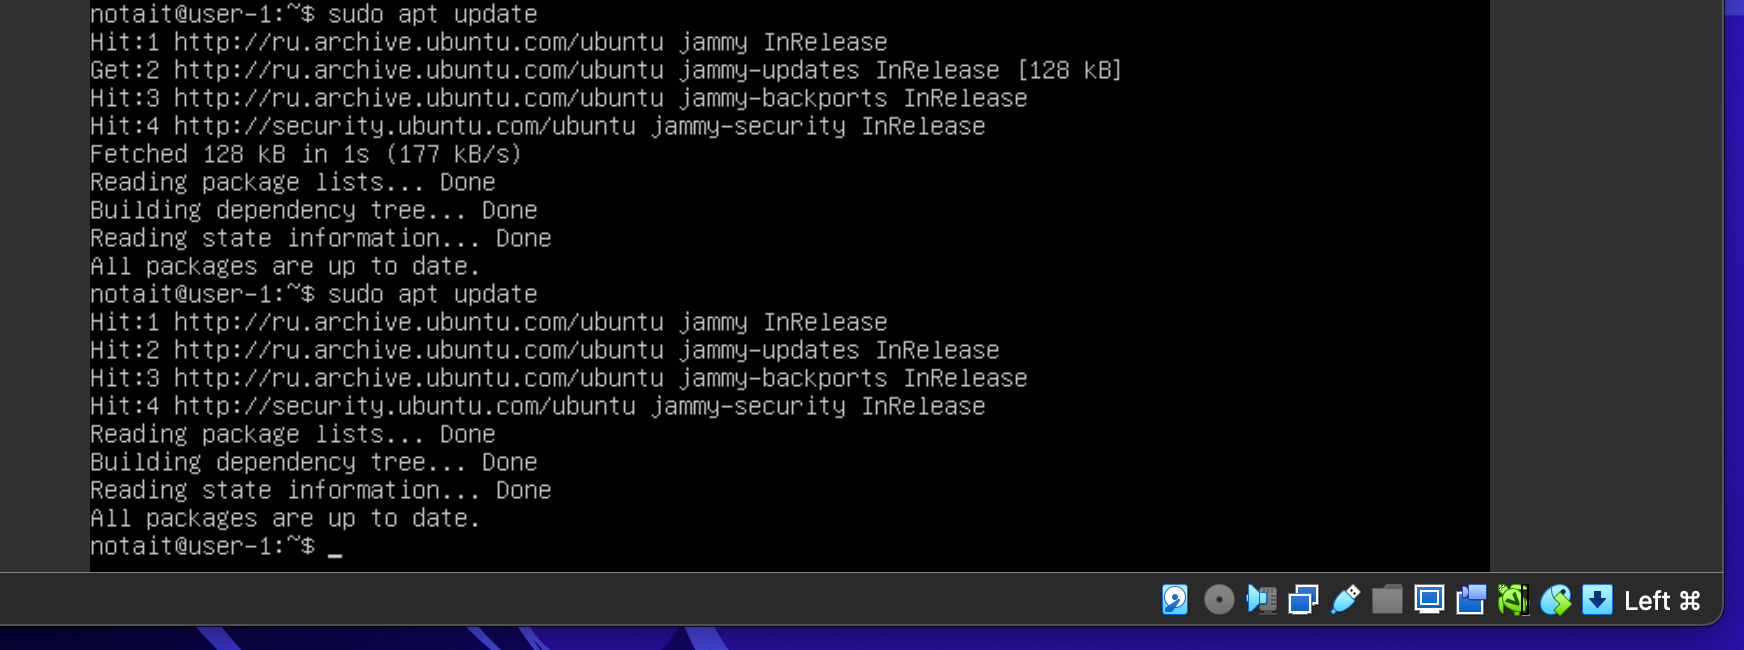 notait@user-1:~$ sudo apt update
Hit:1 http://ru.archive.ubuntu.com/ubuntu jammy InRelease
Get:2 http://ru.archive.ubuntu.com/ubuntu jammy-updates InRelease [128 kB]
Hit:3 http://ru.archive.ubuntu.com/ubuntu jammy-backports InRelease
Hit:4 http://security.ubuntu.com/ubuntu jammy-security InRelease
Fetched 128 kB in 1s (177 kB/s)
Reading package lists... Done
Building dependency tree... Done
Reading state information... Done
All packages are up to date.
notait@user-1:~$ sudo apt update
Hit:1 http://ru.archive.ubuntu.com/ubuntu jammy InRelease
Hit:2 http://ru.archive.ubuntu.com/ubuntu jammy-updates InRelease
Hit:3 http://ru.archive.ubuntu.com/ubuntu jammy-backports InRelease
Hit:4 http://security.ubuntu.com/ubuntu jammy-security InRelease
Reading package lists... Done
Building dependency tree... Done
Reading state information... Done
All packages are up to date.
notait@user-1:~$ _
Left ⌘